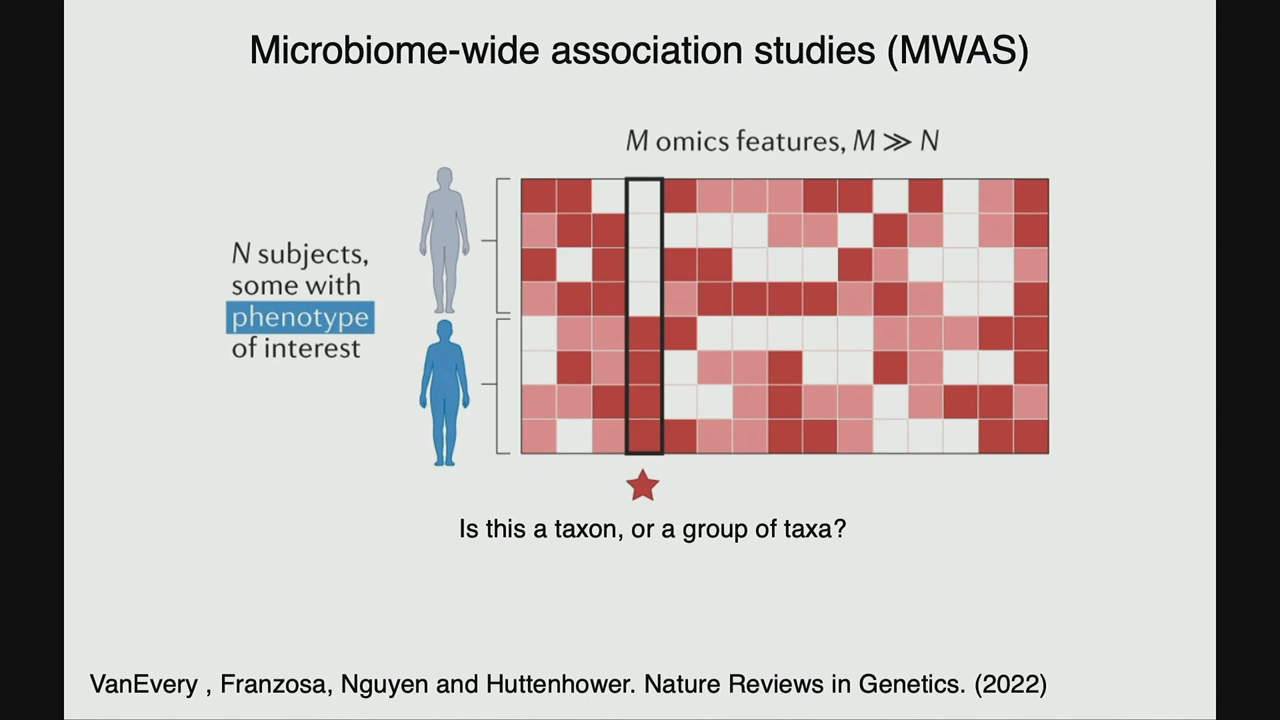 Microbiome-wide association studies (MWAS)
M omics features, M ≫ N
N subjects,
some with
phenotype
of interest
Is this a taxon, or a group of taxa?
VanEvery , Franzosa, Nguyen and Huttenhower. Nature Reviews in Genetics. (2022)